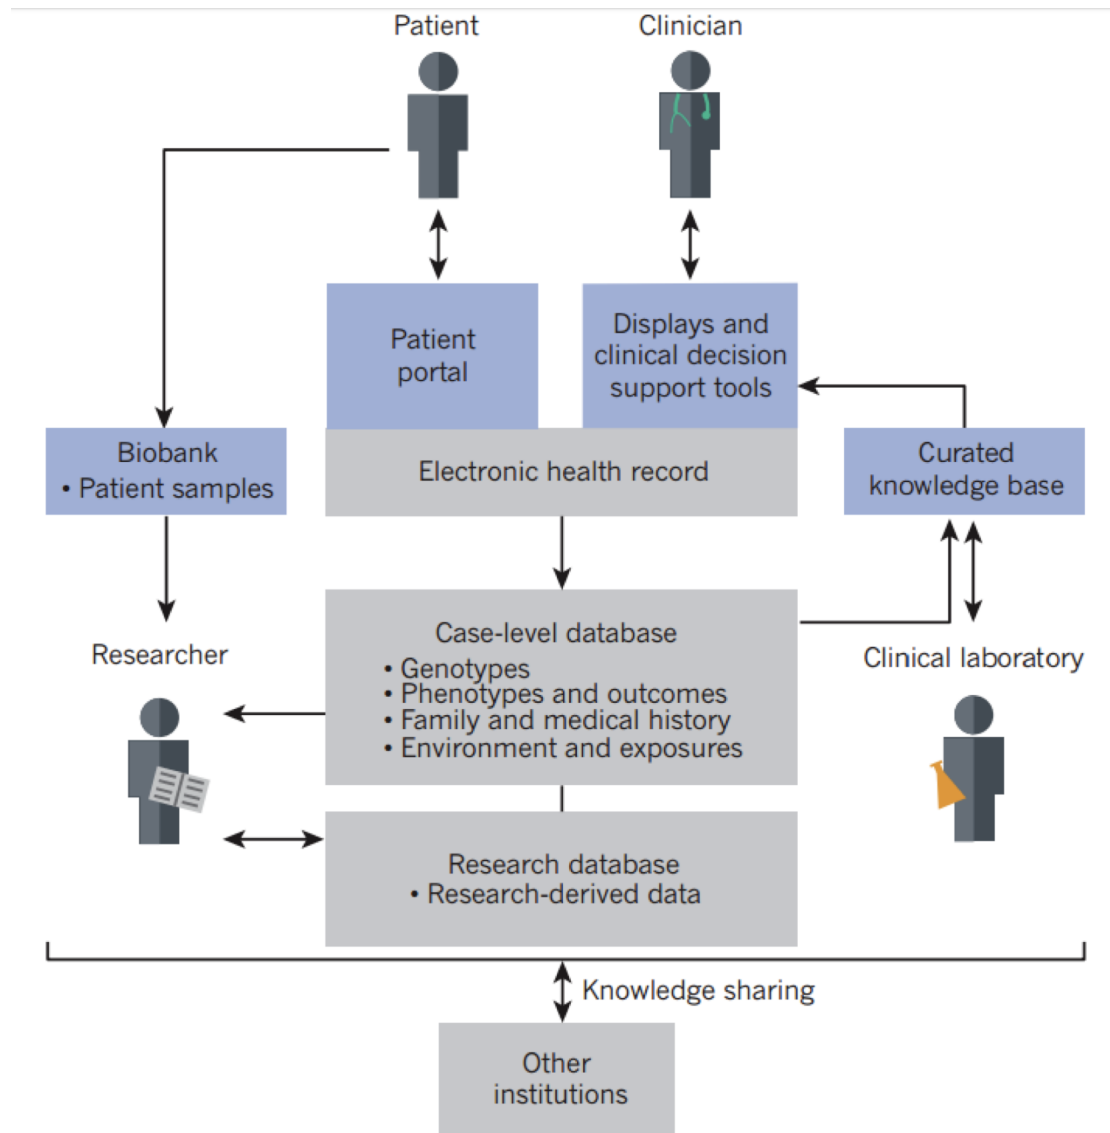 Patient
Clinician
Patient
portal
Displays and
clinical decision
support tools
Biobank
• Patient samples
Electronic health record
Curated
knowledge base
Case-level database
• Genotypes
• Phenotypes and outcomes
• Family and medical history
• Environment and exposures
Researcher
Clinical laboratory
Research database
• Research-derived data
Knowledge sharing
Other
institutions